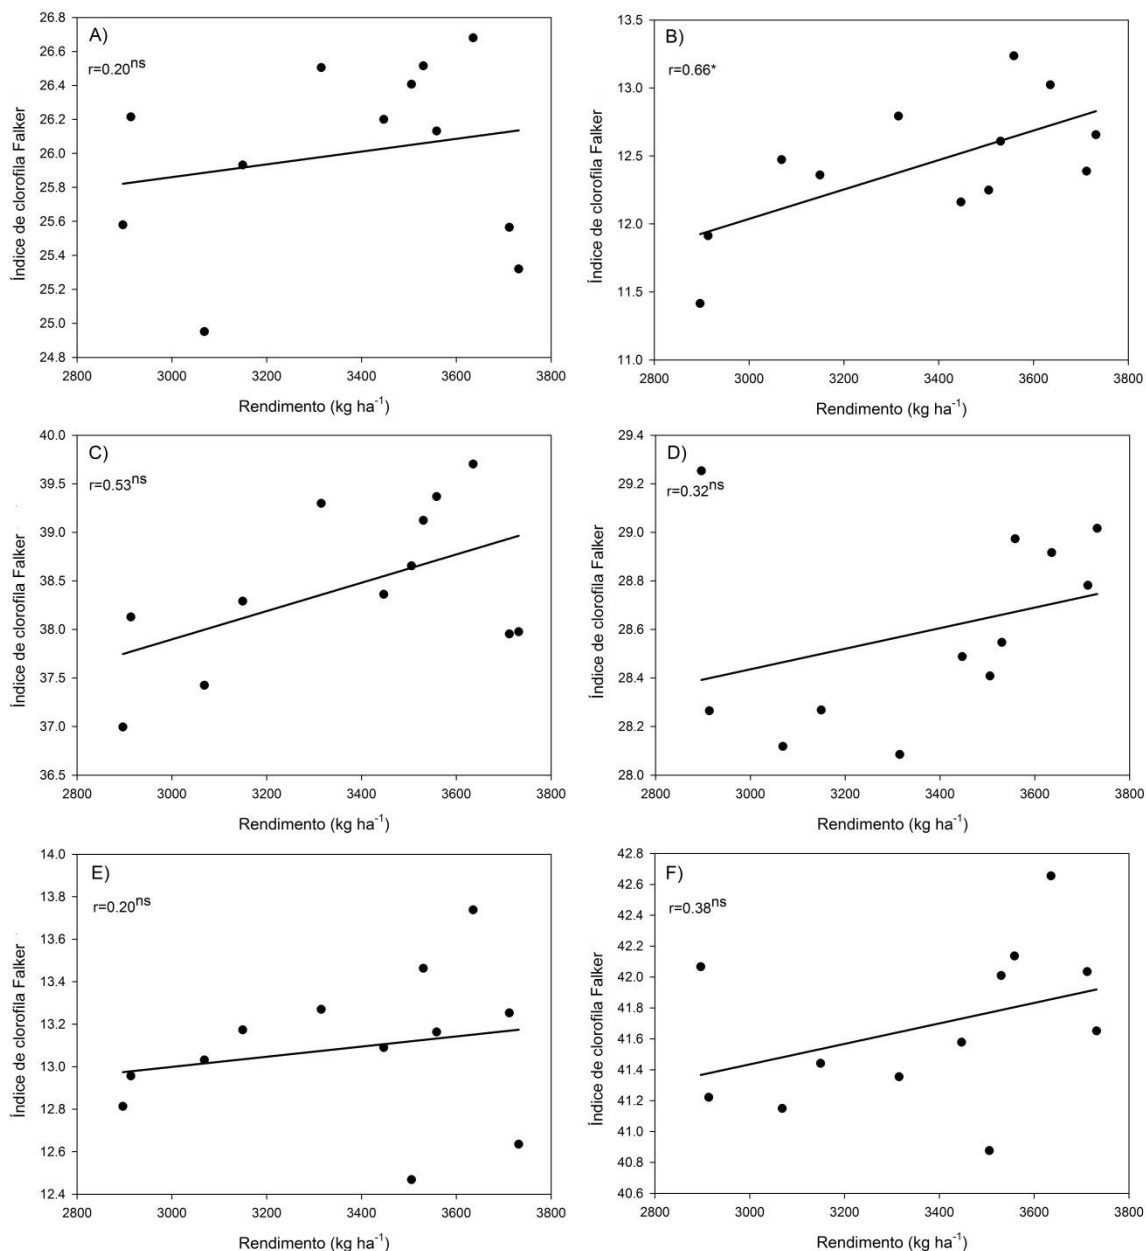 A)
r=0.20ns
Índice de clorofila Falker
26.8
26.6
26.4
26.2
26.0
25.8
25.6
25.4
25.2
25.0
24.8
2800 3000 3200 3400 3600 3800
Rendimento (kg ha-1)
B)
r=0.66*
Índice de clorofila Falker
13.5
13.0
12.5
12.0
11.5
11.0
2800 3000 3200 3400 3600 3800
Rendimento (kg ha-1)
C)
r=0.53ns
Índice de clorofila Falker
40.0
39.5
39.0
38.5
38.0
37.5
37.0
36.5
2800 3000 3200 3400 3600 3800
Rendimento (kg ha-1)
D)
r=0.32ns
Índice de clorofila Falker
29.4
29.2
29.0
28.8
28.6
28.4
28.2
28.0
2800 3000 3200 3400 3600 3800
Rendimento (kg ha-1)
E)
r=0.20ns
Índice de clorofila Falker
14.0
13.8
13.6
13.4
13.2
13.0
12.8
12.6
12.4
2800 3000 3200 3400 3600 3800
Rendimento (kg ha-1)
F)
r=0.38ns
Índice de clorofila Falker
42.8
42.6
42.4
42.2
42.0
41.8
41.6
41.4
41.2
41.0
40.8
40.6
2800 3000 3200 3400 3600 3800
Rendimento (kg ha-1)